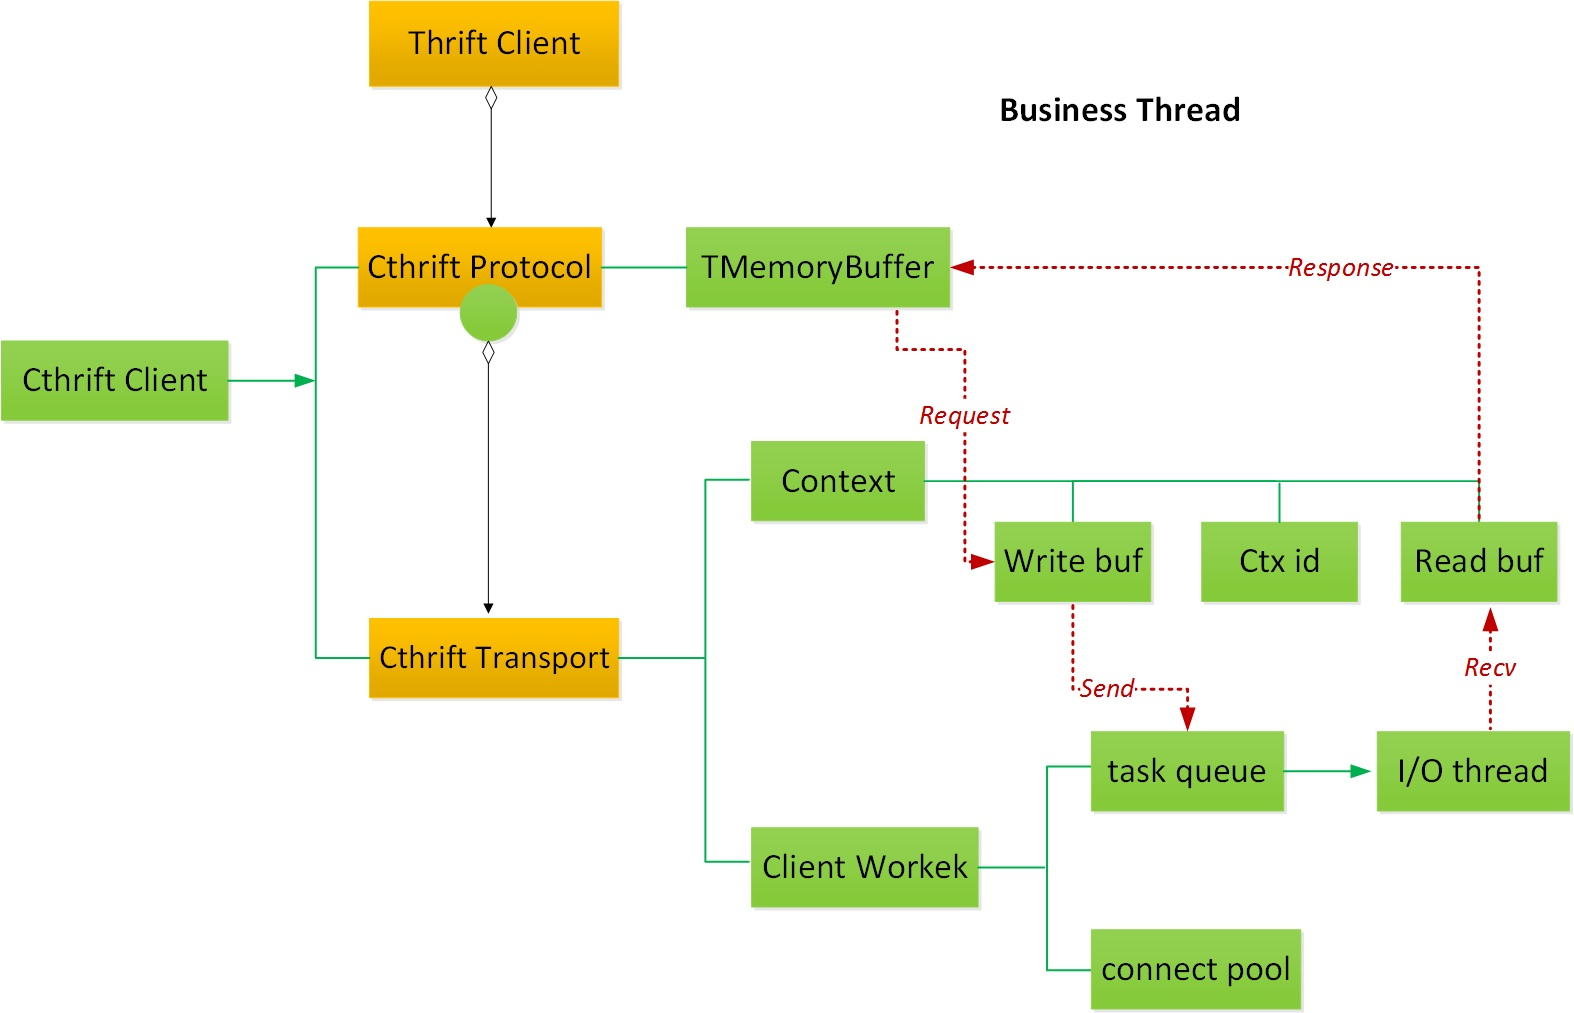 Thrift Client
Business Thread
Cthrift Protocol
TMemoryBuffer
Response
Cthrift Client
Request
Context
Write buf
Ctx id
Read buf
Cthrift Transport
Recv
Send
task queue
I/O thread
Client Workek
connect pool